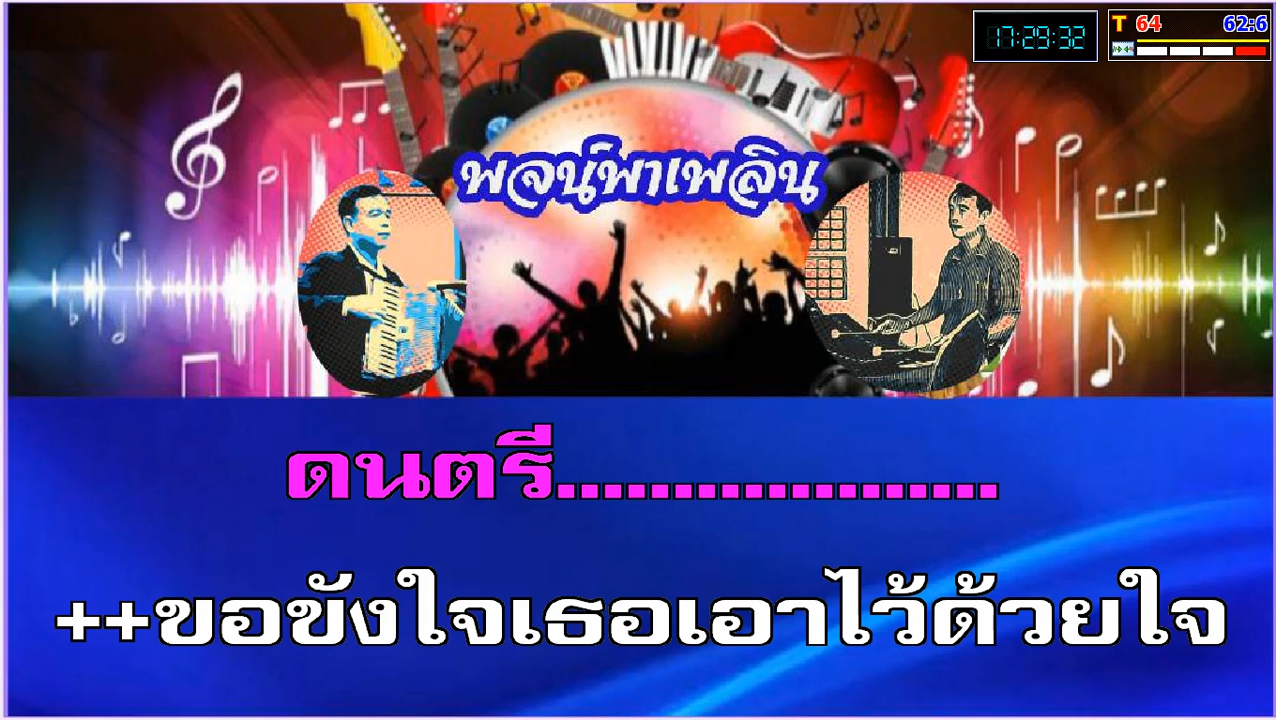 17:29:32
T 64 62:6
พจน์พาเพลิน
ดนตรี...................
++ขอขังใจเธอเอาไว้ด้วยใจ